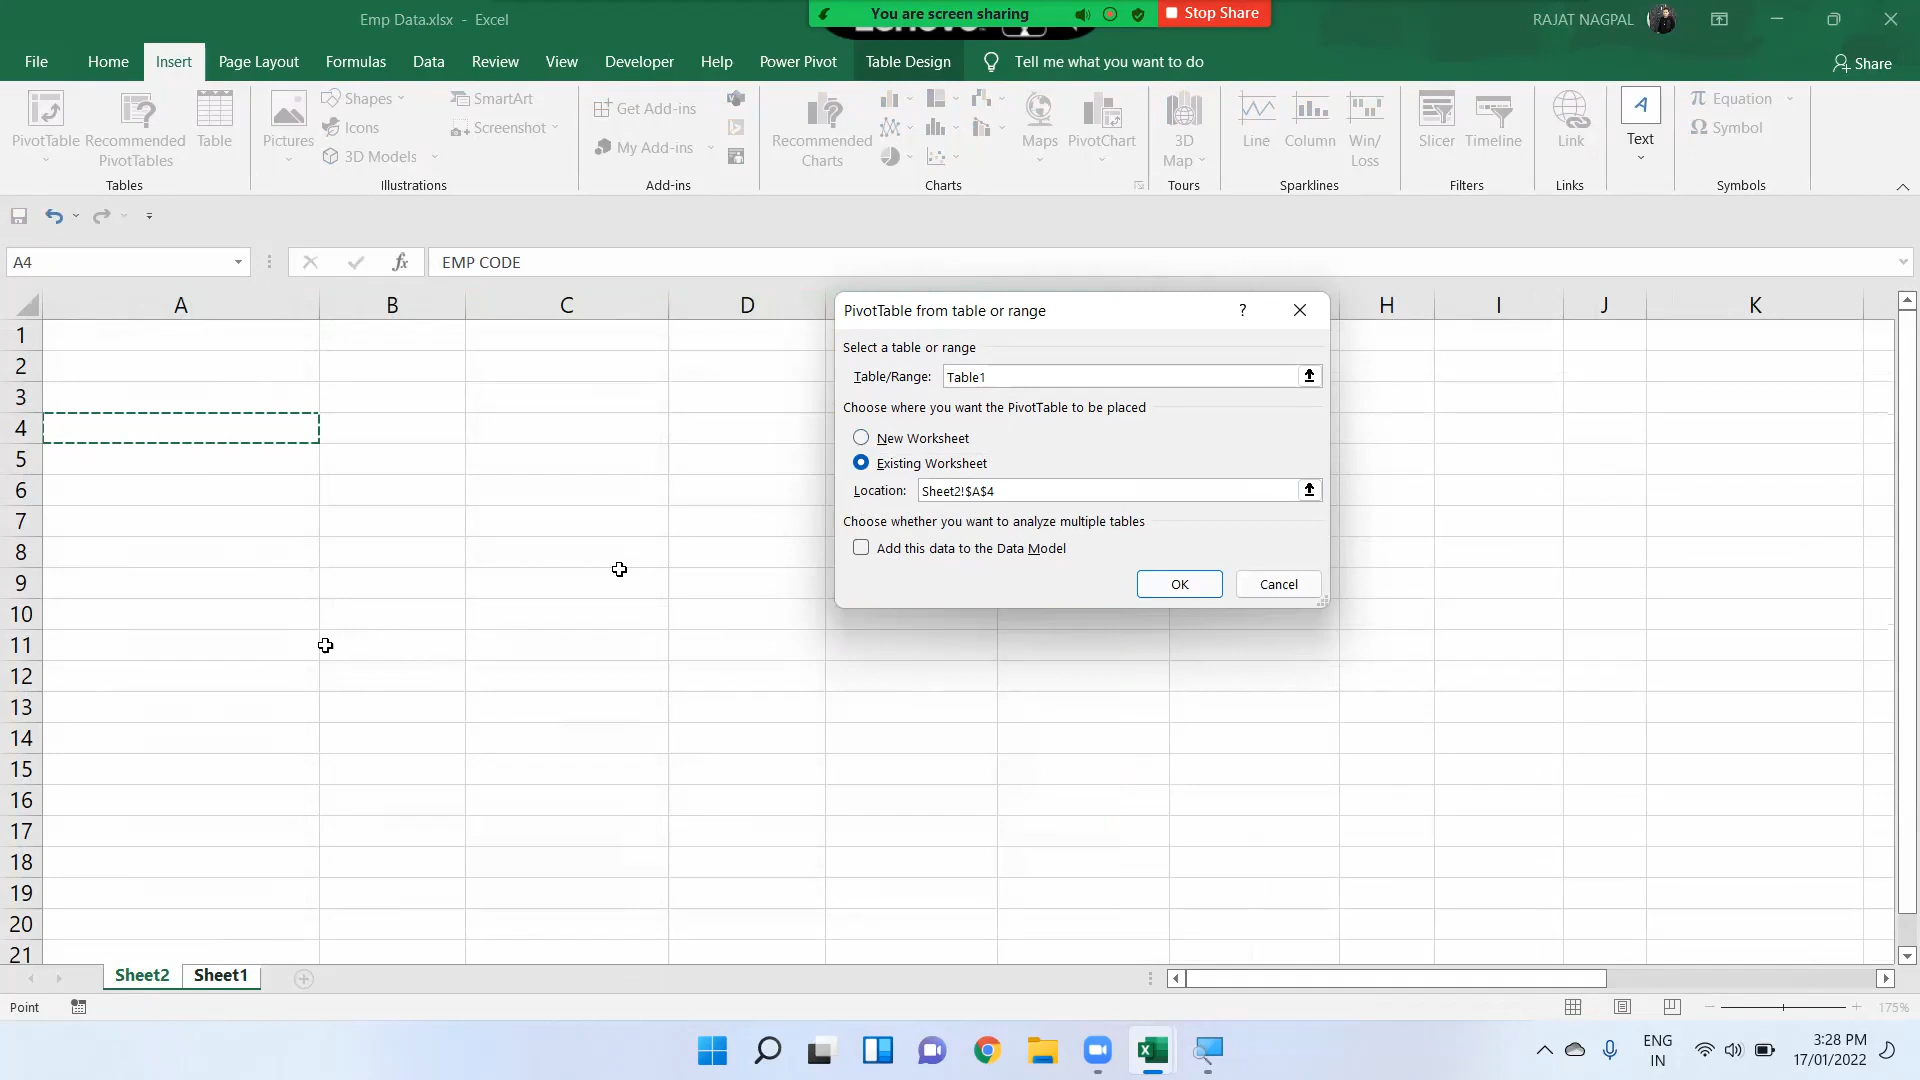 Emp Data.xlsx - Excel
You are screen sharing
Stop Share
RAJAT NAGPAL
File Home Insert Page Layout Formulas Data Review View Developer Help Power Pivot Table Design Tell me what you want to do
Share
PivotTable
Recommended PivotTables
Table
Tables
Pictures
Shapes
Icons
3D Models
SmartArt
Screenshot
Illustrations
Get Add-ins
My Add-ins
Add-ins
Recommended Charts
Maps
PivotChart
Charts
3D Map
Tours
Line
Column
Win/ Loss
Sparklines
Slicer
Timeline
Filters
Link
Links
A
Text
π Equation
Ω Symbol
Symbols
A4
fx
EMP CODE
A B C D H I J K
1
2
3
4
5
6
7
8
9
10
11
12
13
14
15
16
17
18
19
20
21
PivotTable from table or range
?
Select a table or range
Table/Range: Table1
Choose where you want the PivotTable to be placed
New Worksheet
Existing Worksheet
Location: Sheet2!$A$4
Choose whether you want to analyze multiple tables
Add this data to the Data Model
OK
Cancel
Sheet2 Sheet1
Point
175%
ENG
IN
3:28 PM
17/01/2022